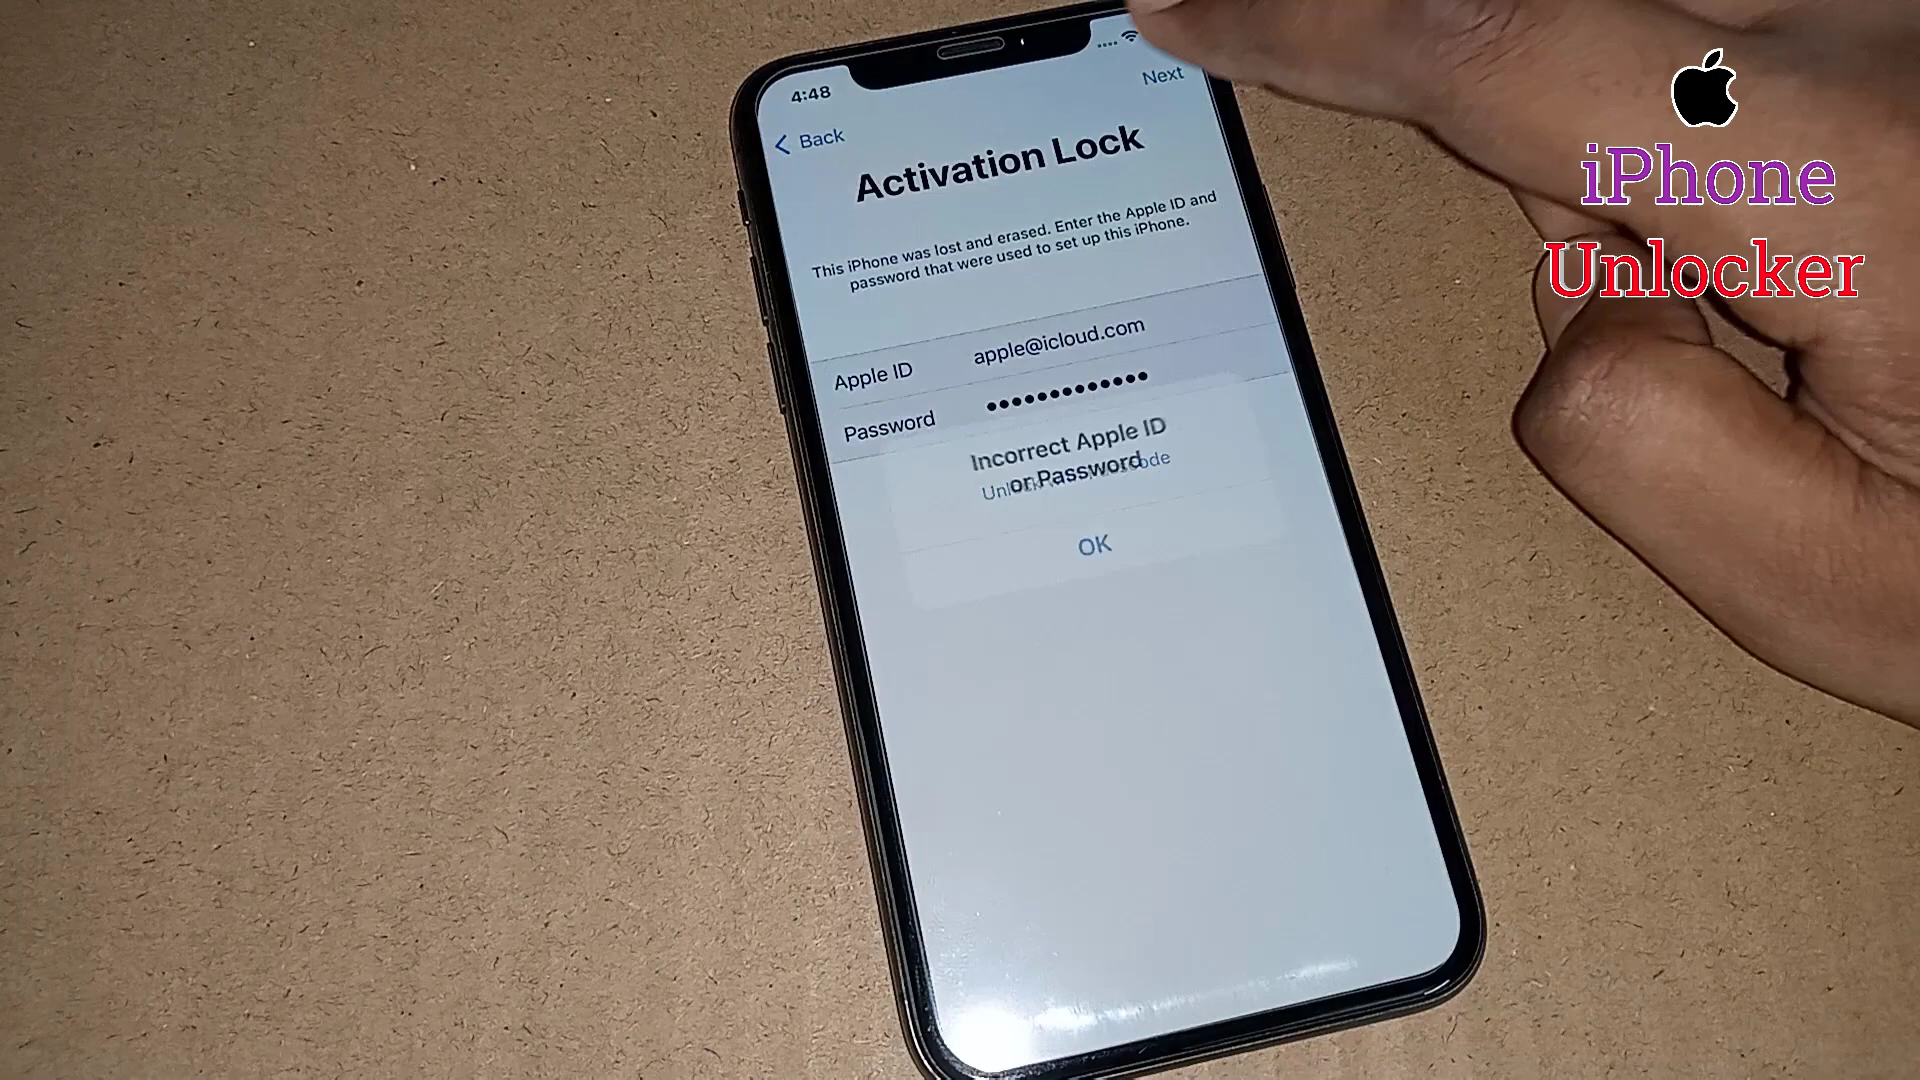 4:48
Next
Back
Activation Lock
This iPhone was lost and erased. Enter the Apple ID and
password that were used to set up this iPhone.
Apple ID apple@icloud.com
Password
Incorrect Apple ID
or Password
OK
iPhone
Unlocker